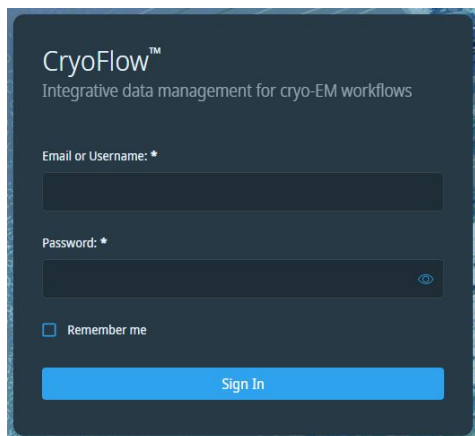 CryoFlow™
Integrative data management for cryo-EM workflows
Email or Username: *
Password: *
Remember me
Sign In